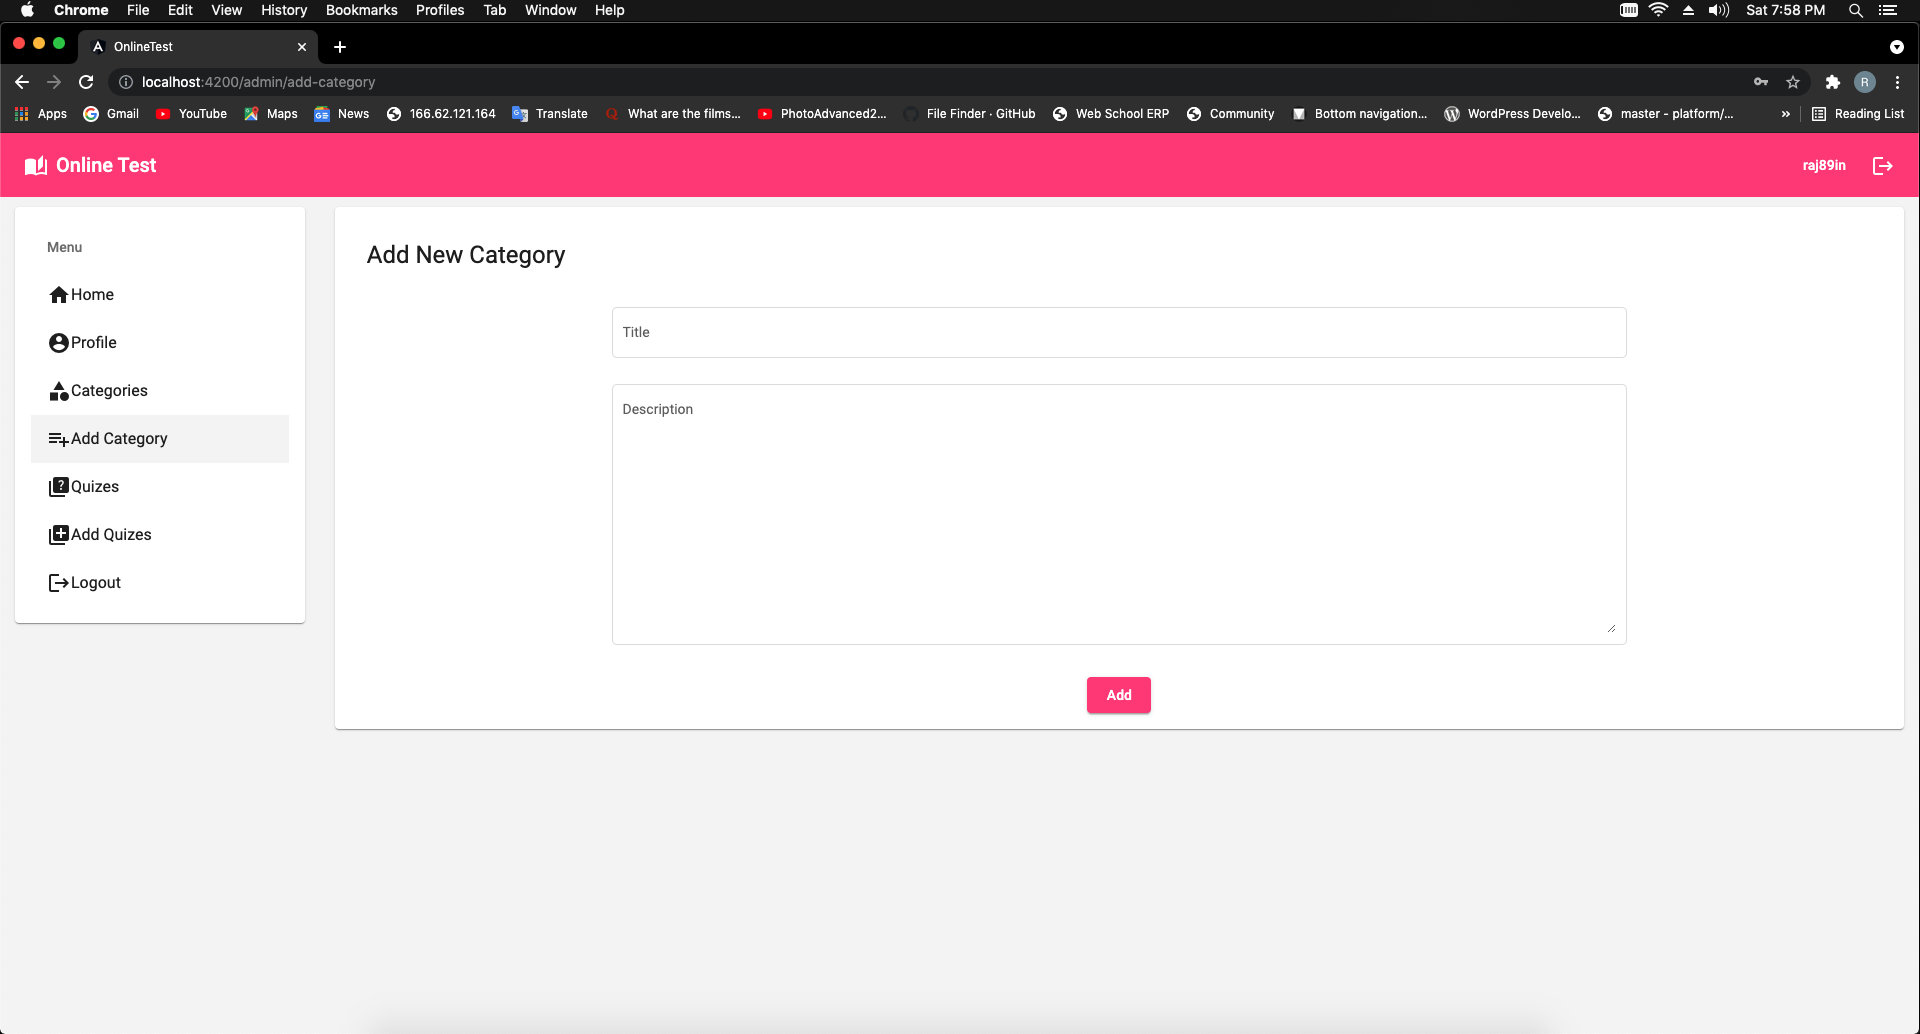 Chrome File Edit View History Bookmarks Profiles Tab Window Help Sat 7:58 PM
OnlineTest
localhost:4200/admin/add-category R
Apps Gmail YouTube Maps News 166.62.121.164 Translate What are the films... PhotoAdvanced2... File Finder · GitHub Web School ERP Community Bottom navigation... WordPress Develo... master - platform/... » Reading List
Online Test raj89in
Menu
Home
Profile
Categories
Add Category
Quizes
Add Quizes
Logout
Add New Category
Title
Description
Add